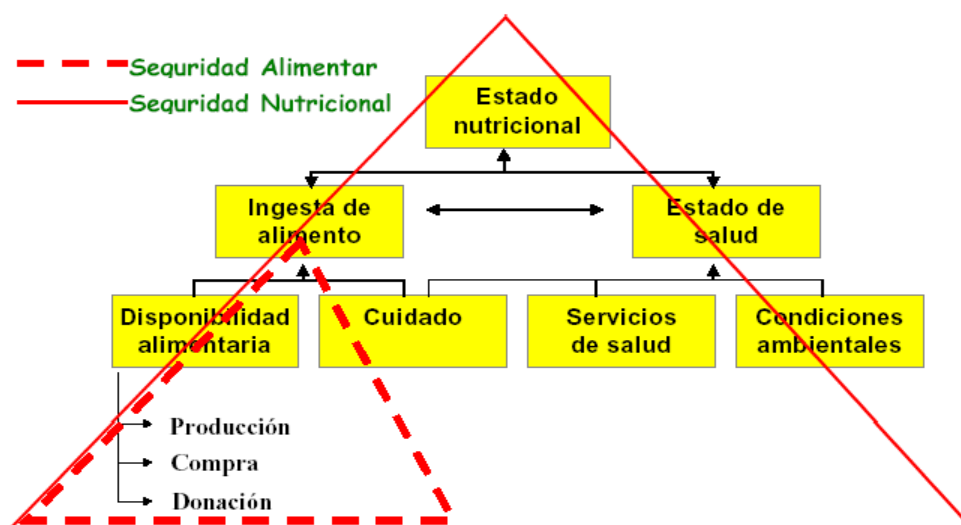 Seguridad Alimentar
Seguridad Nutricional
Estado
nutricional
Ingesta de
alimento
Estado de
salud
Disponibilidad
alimentaria
Cuidado
Servicios
de salud
Condiciones
ambientales
Producción
Compra
Donación